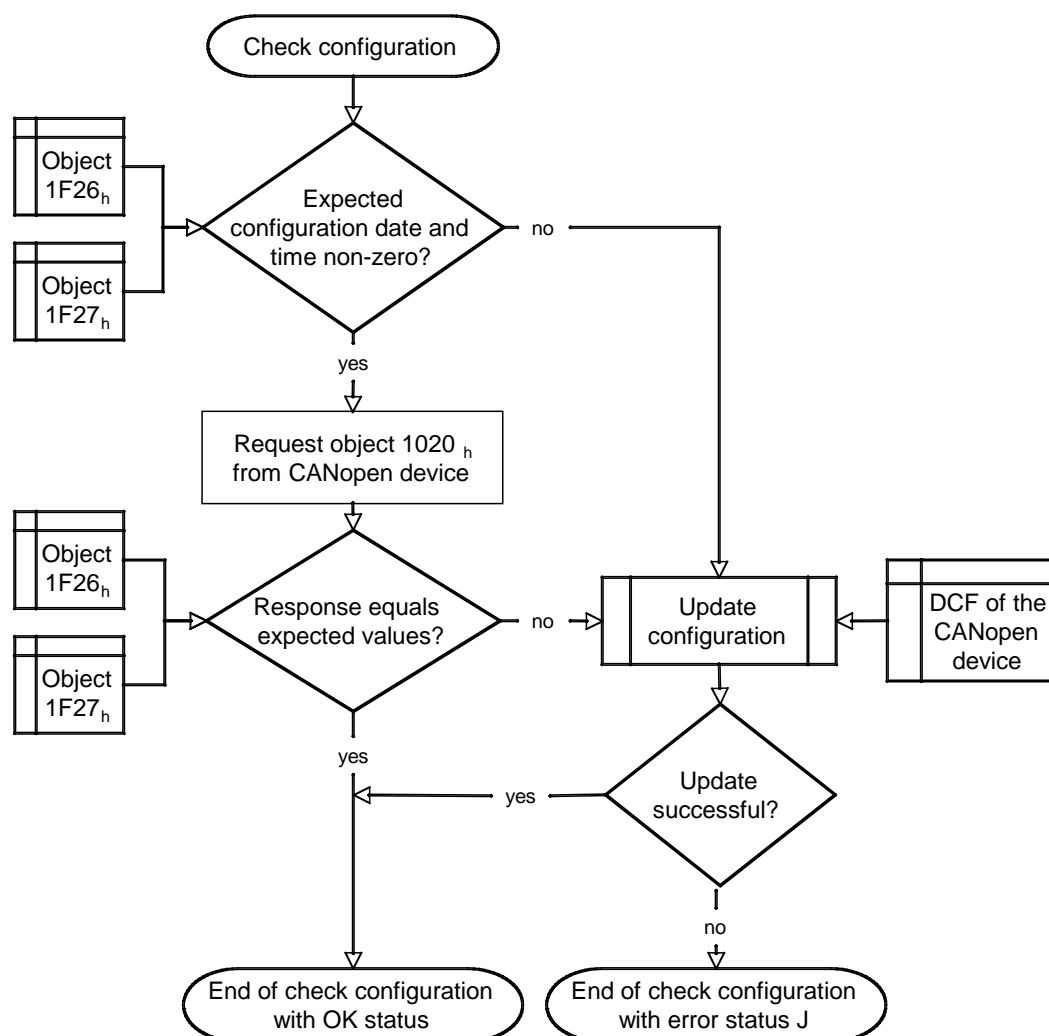 Check configuration
Object
1F26h
Expected
configuration date and
time non-zero?
no
Object
1F27h
yes
Request object 1020 h
from CANopen device
Object
1F26h
Response equals
expected values?
no
Update
configuration
DCF of the
CANopen
device
Object
1F27h
yes
yes
Update
successful?
no
End of check configuration
with OK status
End of check configuration
with error status J